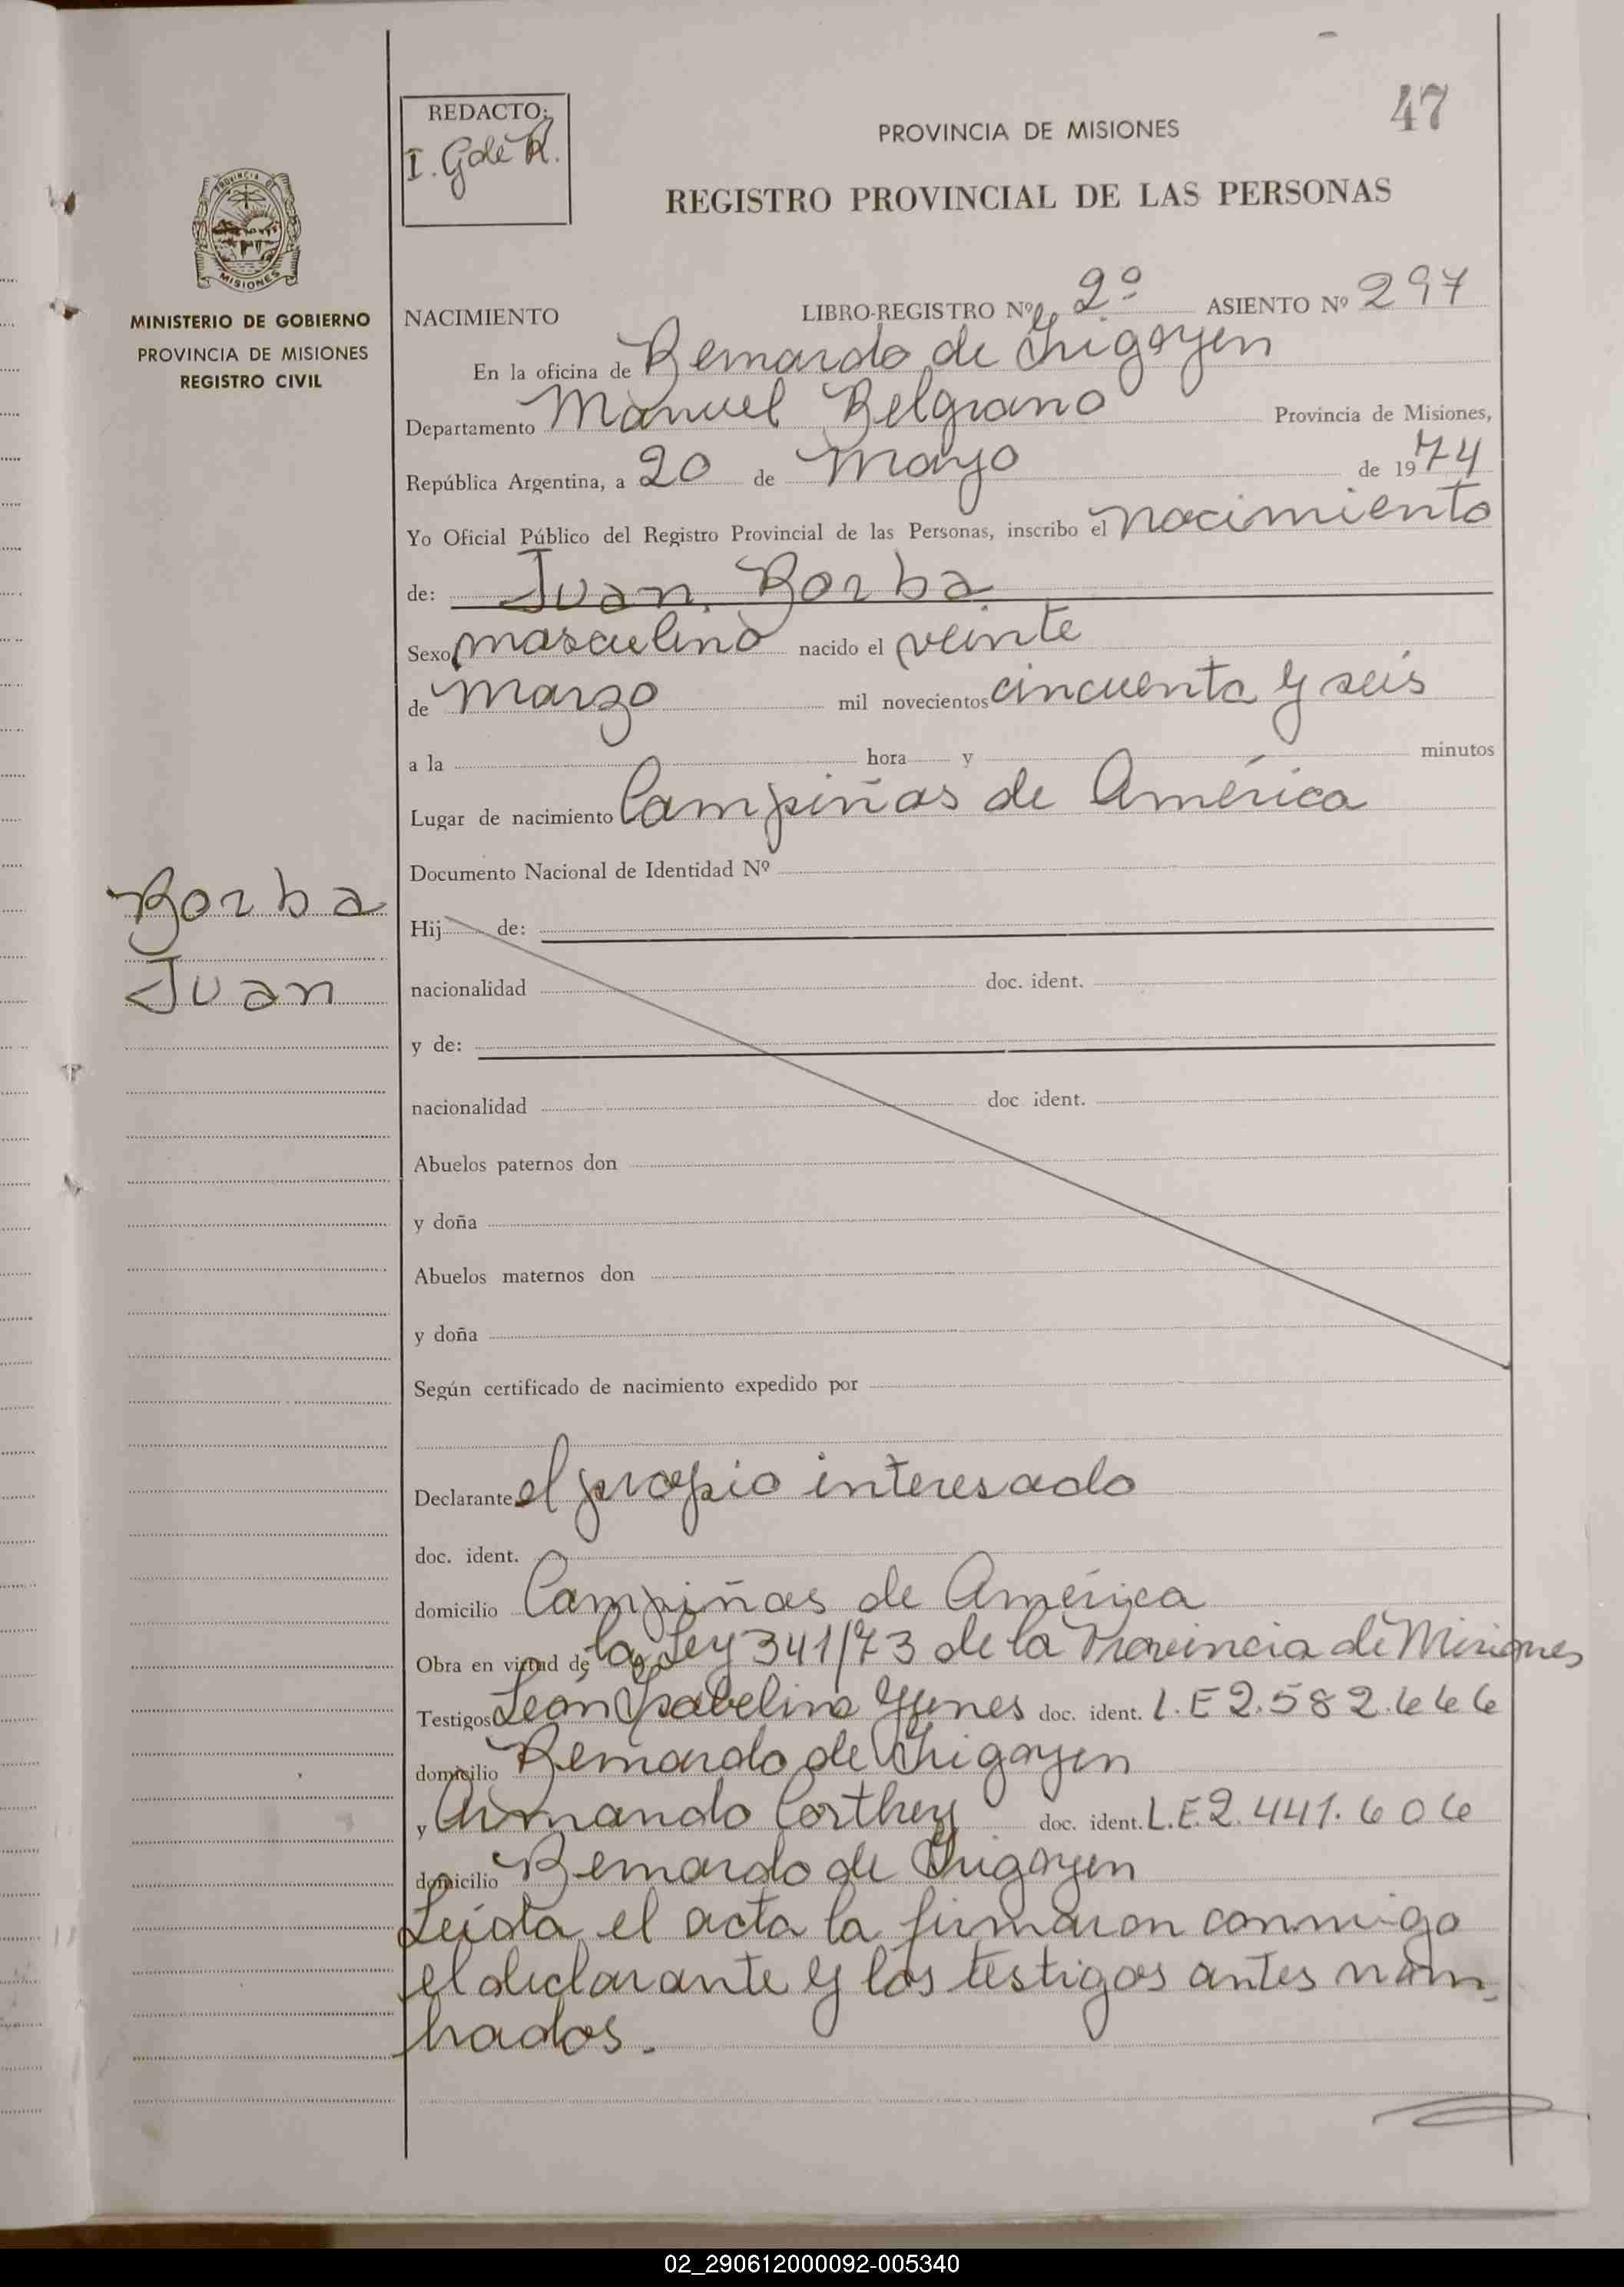 47
REDACTO:
I. Galé R.
PROVINCIA DE MISIONES
REGISTRO PROVINCIAL DE LAS PERSONAS
PROVINCIA DE
MISIONES
MINISTERIO DE GOBIERNO
PROVINCIA DE MISIONES
REGISTRO CIVIL
NACIMIENTO LIBRO-REGISTRO Nº 2º ASIENTO Nº 297
En la oficina de Bernardo de Irigoyen
Departamento Manuel Belgrano Provincia de Misiones,
República Argentina, a 20 de Mayo de 1974
Yo Oficial Público del Registro Provincial de las Personas, inscribo el nacimiento
de: Juan Borba
Sexo masculino nacido el veinte
de Marzo mil novecientos cincuenta y seis
a la hora y minutos
Lugar de nacimiento Campiñas de América
Documento Nacional de Identidad Nº
Borba
Juan
Hij de:
nacionalidad doc. ident.
y de:
nacionalidad doc ident.
Abuelos paternos don
y doña
Abuelos maternos don
y doña
Según certificado de nacimiento expedido por
Declarante el propio interesado
doc. ident.
domicilio Campiñas de América
Obra en virtud de la Ley 341/73 de la Provincia de Misiones
Testigos León Ysabelino doc. ident. L.E 2.582.666
domicilio Bernardo de Irigoyen
y Armando Corthey doc. ident. L.E. 2.441.606
domicilio Bernardo de Irigoyen
Leída el acta la firmaron conmigo
el declarante y los testigos antes nom-
brados.
02_290612000092-005340